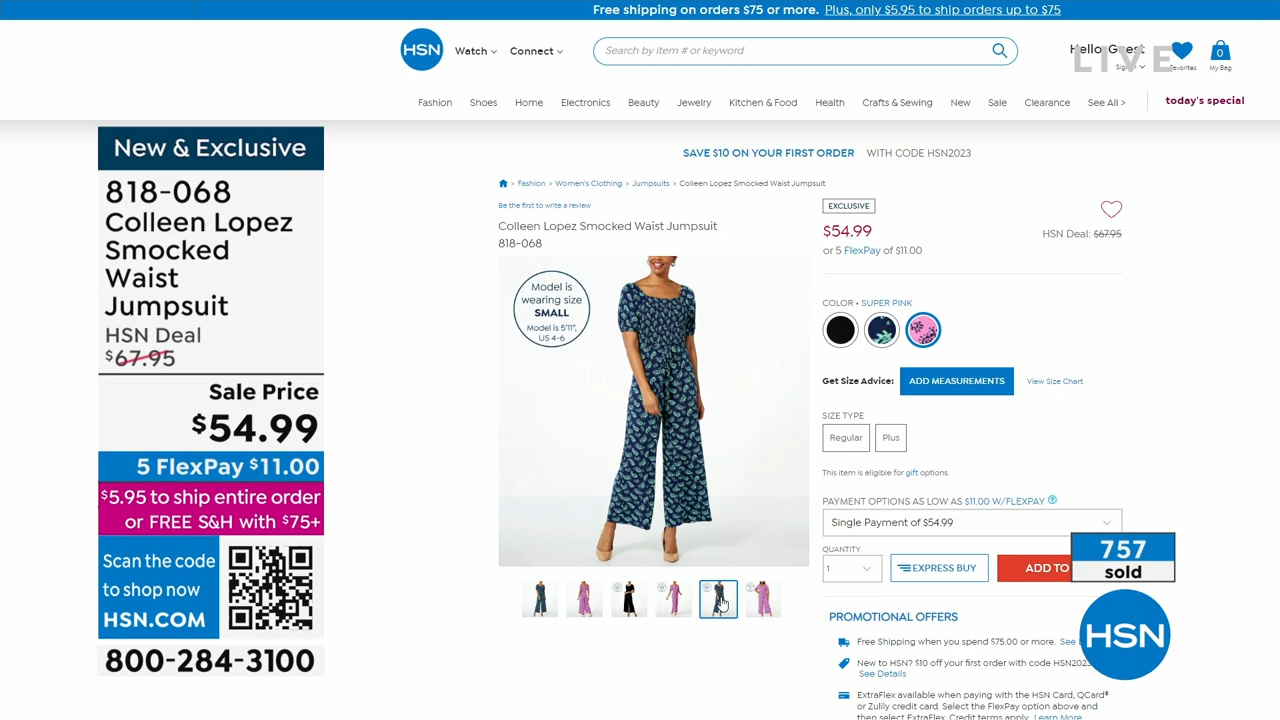 Free shipping on orders $75 or more. Plus, only $5.95 to ship orders up to $75
HSN
Watch
Connect
Search by item # or keyword
Hello, Guest
LIVE
Favorites
0
My Bag
Fashion Shoes Home Electronics Beauty Jewelry Kitchen & Food Health Crafts & Sewing New Sale Clearance See All > today's special
New & Exclusive
818-068
Colleen Lopez
Smocked
Waist
Jumpsuit
HSN Deal
$67.95
Sale Price
$54.99
5 FlexPay $11.00
$5.95 to ship entire order
or FREE S&H with $75+
Scan the code
to shop now
HSN.COM
800-284-3100
SAVE $10 ON YOUR FIRST ORDER WITH CODE HSN2023
> Fashion > Women's Clothing > Jumpsuits > Colleen Lopez Smocked Waist Jumpsuit
Be the first to write a review
Colleen Lopez Smocked Waist Jumpsuit
818-068
Model is
wearing size
SMALL
Model is 5'11",
US 4-6
EXCLUSIVE
$54.99
HSN Deal: $67.95
or 5 FlexPay of $11.00
COLOR • SUPER PINK
Get Size Advice: ADD MEASUREMENTS View Size Chart
SIZE TYPE
Regular Plus
This item is eligible for gift options.
PAYMENT OPTIONS AS LOW AS $11.00 W/FLEXPAY ?
Single Payment of $54.99
QUANTITY
1
EXPRESS BUY
ADD TO
757
sold
HSN
PROMOTIONAL OFFERS
Free Shipping when you spend $75.00 or more. See
New to HSN? $10 off your first order with code HSN2023.
See Details
ExtraFlex available when paying with the HSN Card, QCard®
or Zulily credit card. Select the FlexPay option above and
then select ExtraFlex. Credit terms apply. Learn More